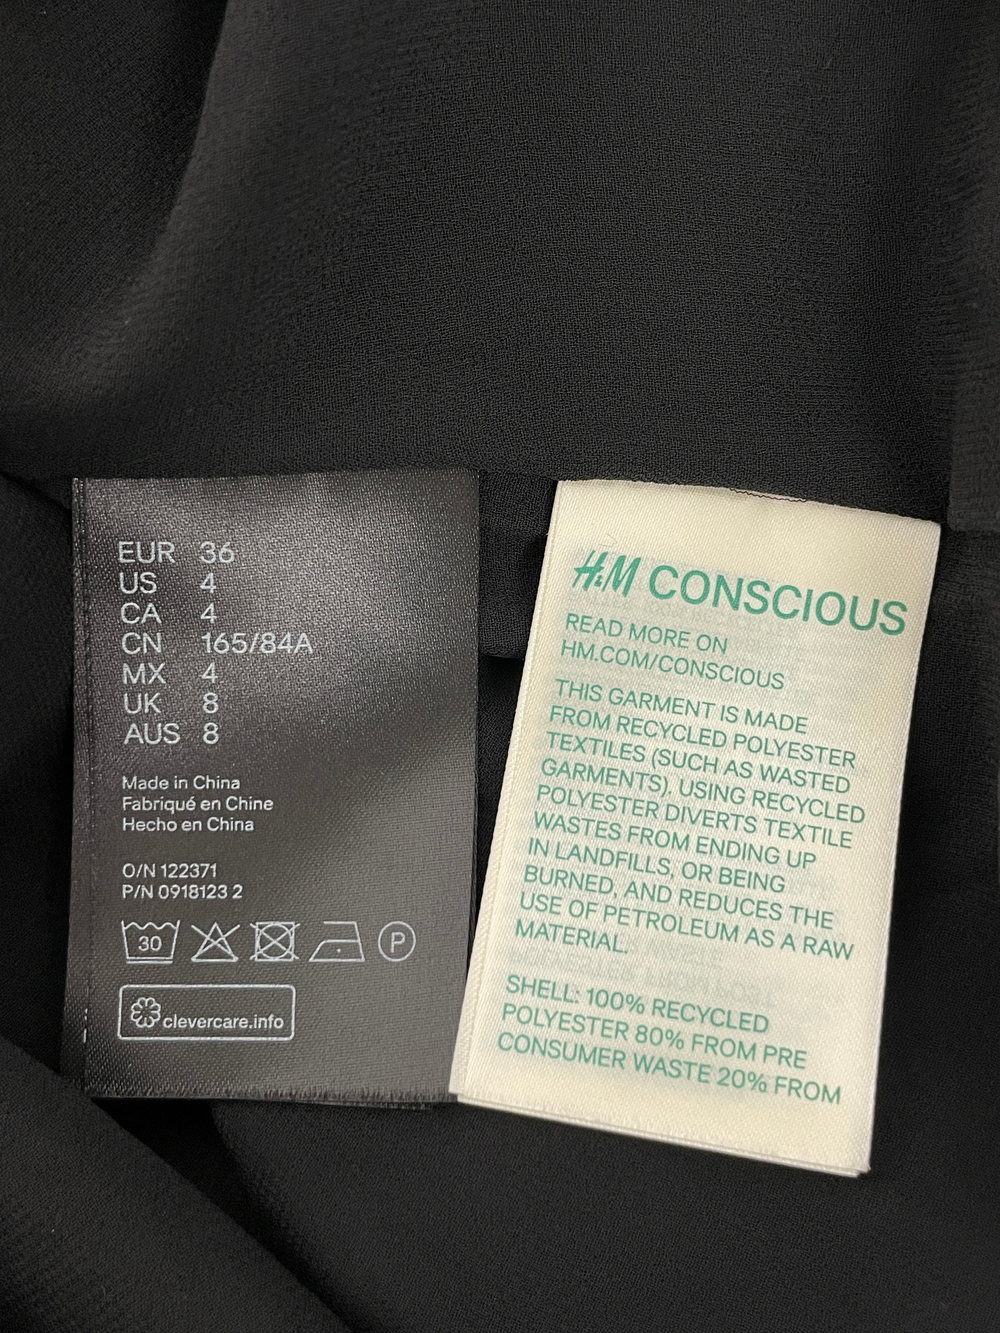 EUR 36
US 4
CA 4
CN 165/84A
MX 4
UK 8
AUS 8
Made in China
Fabriqué en Chine
Hecho en China
O/N 122371
P/N 0918123 2
30 P
clevercare.info
H&M CONSCIOUS
READ MORE ON
HM.COM/CONSCIOUS
THIS GARMENT IS MADE
FROM RECYCLED POLYESTER
TEXTILES (SUCH AS WASTED
GARMENTS). USING RECYCLED
POLYESTER DIVERTS TEXTILE
WASTES FROM ENDING UP
IN LANDFILLS, OR BEING
BURNED, AND REDUCES THE
USE OF PETROLEUM AS A RAW
MATERIAL.
SHELL: 100% RECYCLED
POLYESTER 80% FROM PRE
CONSUMER WASTE 20% FROM